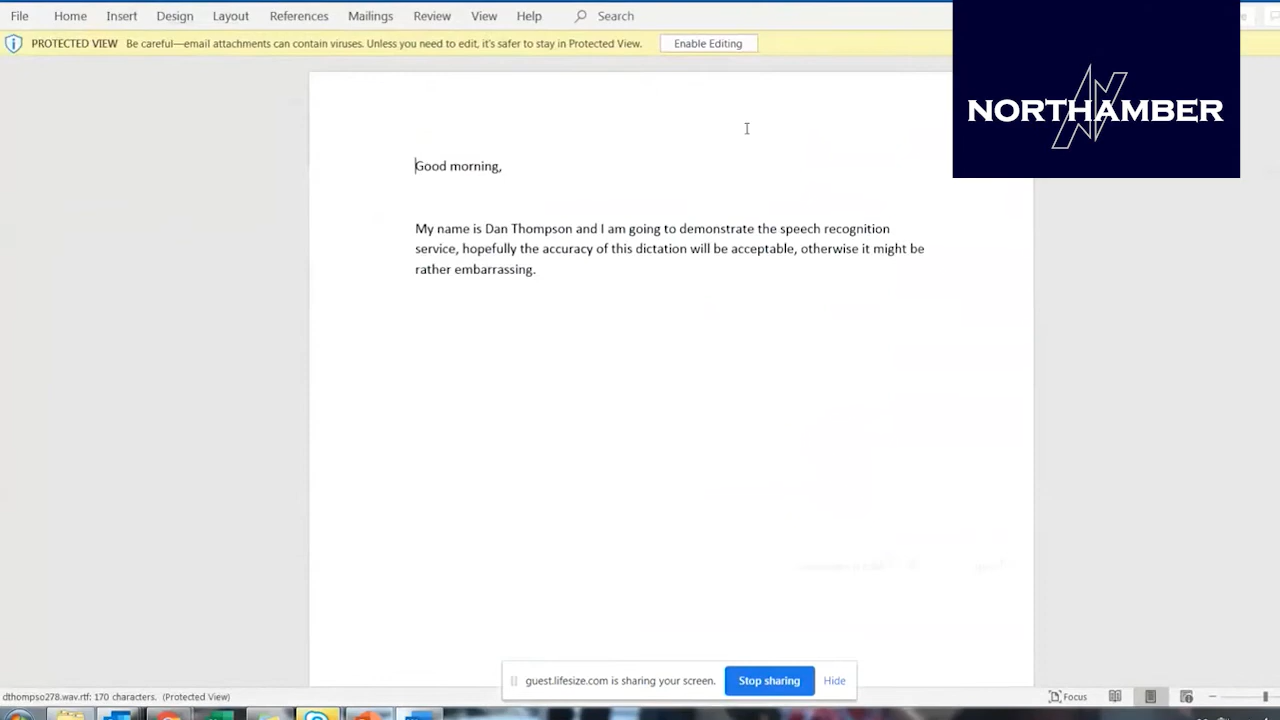 File Home Insert Design Layout References Mailings Review View Help Search
PROTECTED VIEW Be careful—email attachments can contain viruses. Unless you need to edit, it's safer to stay in Protected View. Enable Editing
NORTHAMBER
Good morning,
My name is Dan Thompson and I am going to demonstrate the speech recognition
service, hopefully the accuracy of this dictation will be acceptable, otherwise it might be
rather embarrassing.
guest.lifesize.com is sharing your screen. Stop sharing Hide
dthompso278.wav.rtf: 170 characters. (Protected View) Focus